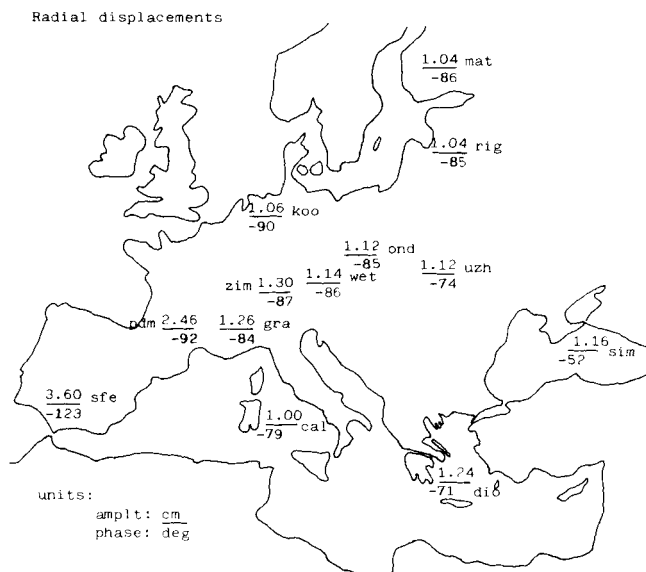 Radial displacements
1.04 mat
-86
1.04 rig
-85
1.06 koo
-90
1.12 ond
-85
1.12 uzh
-74
zim 1.30
-87
1.14 wet
-86
pdm 2.46
-92
1.26 gra
-84
1.16 sim
-52
3.60 sfe
-123
1.00 cal
-79
1.24 dio
-71
units:
amplt: cm
phase: deg